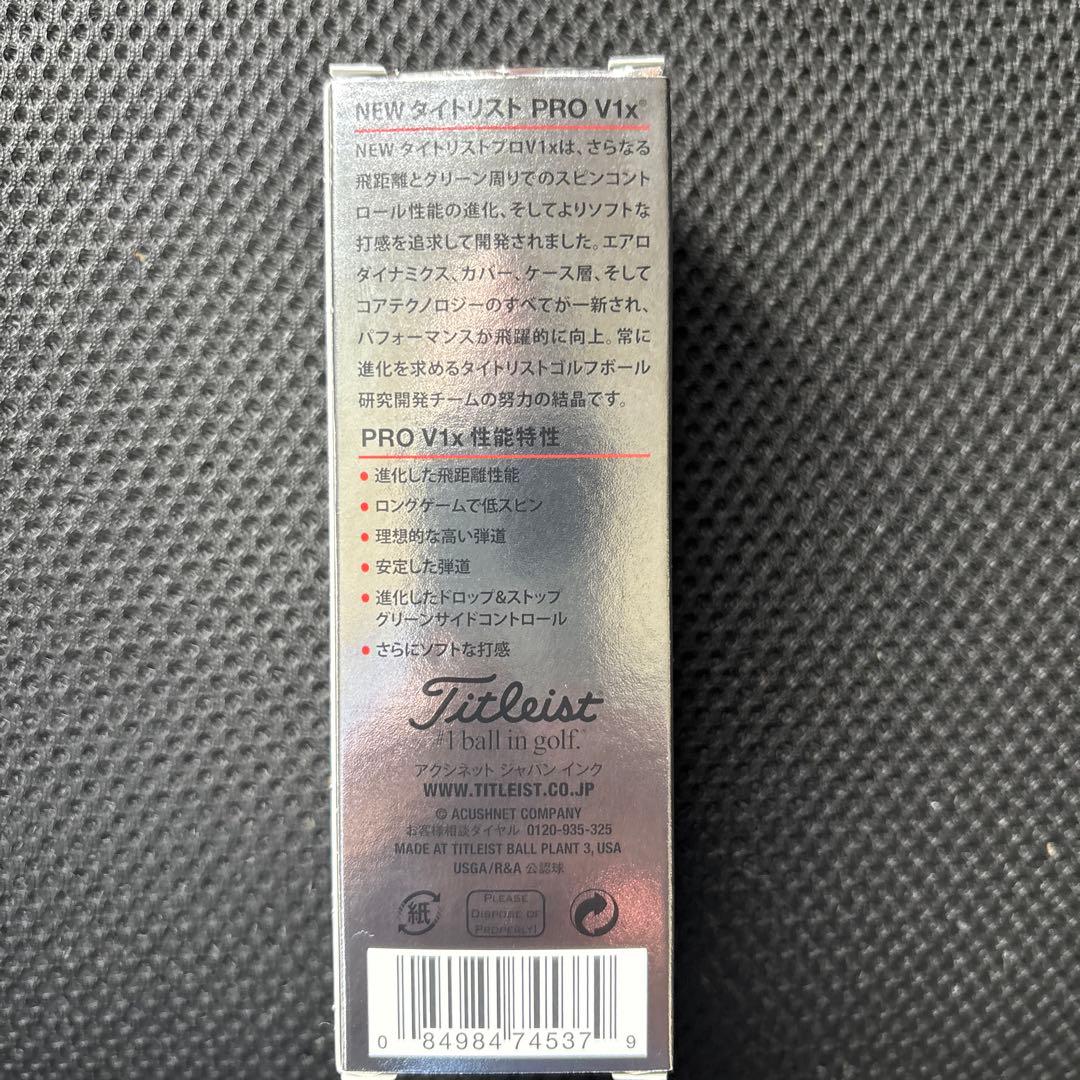 NEW タイトリスト PRO V1x®
NEW タイトリストプロV1xは、さらなる
飛距離とグリーン周りでのスピンコント
ロール性能の進化、そしてよりソフトな
打感を追求して開発されました。エアロ
ダイナミクス、カバー、ケース層、そして
コアテクノロジーのすべてが一新され、
パフォーマンスが飛躍的に向上。常に
進化を求めるタイトリストゴルフボール
研究開発チームの努力の結晶です。
PRO V1x 性能特性
• 進化した飛距離性能
• ロングゲームで低スピン
• 理想的な高い弾道
• 安定した弾道
• 進化したドロップ&ストップ
グリーンサイドコントロール
• さらにソフトな打感
Titleist
#1 ball in golf.
アクシネット ジャパン インク
WWW.TITLEIST.CO.JP
© ACUSHNET COMPANY
お客様相談ダイヤル 0120-935-325
MADE AT TITLEIST BALL PLANT 3, USA
USGA/R&A 公認球
紙
PLEASE
DISPOSE OF
PROPERLY!
0 84984 74537 9